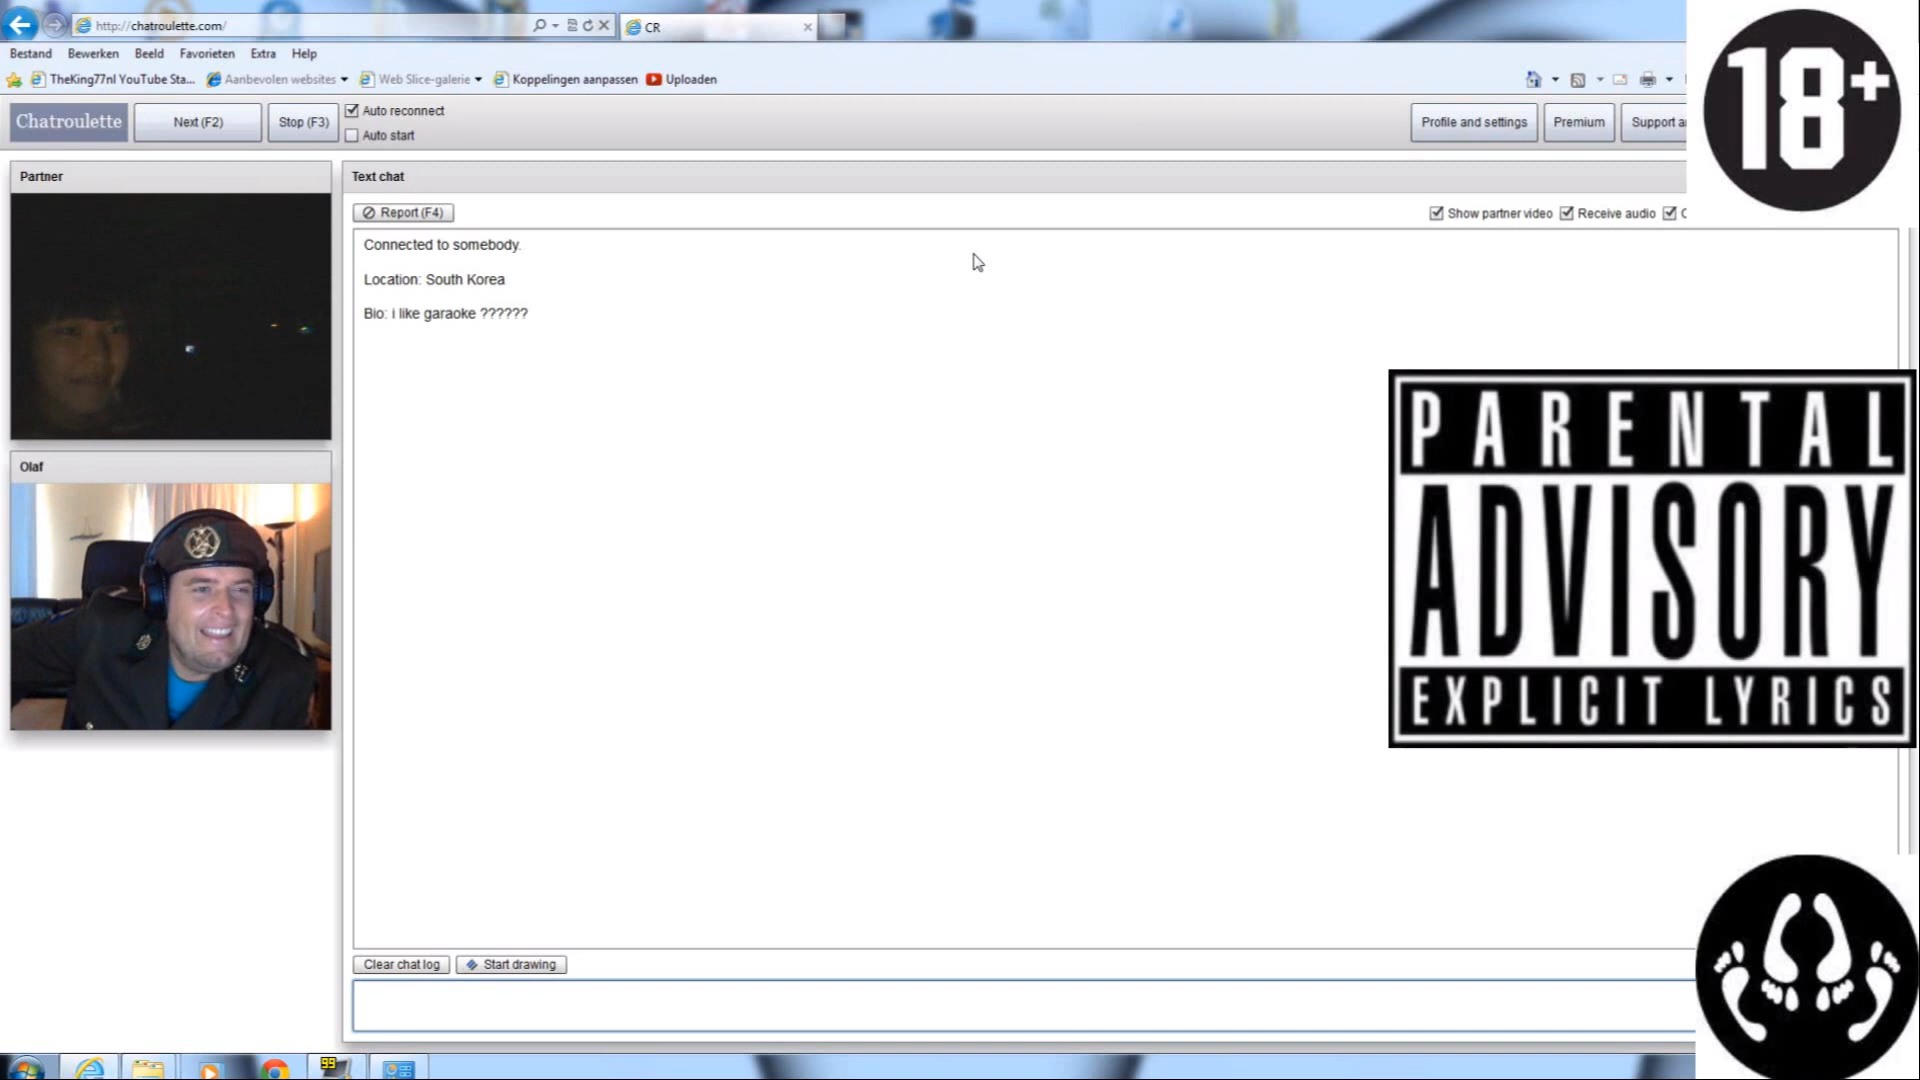 http://chatroulette.com/
CR
Bestand Bewerken Beeld Favorieten Extra Help
TheKing77nl YouTube Sta... Aanbevolen websites Web Slice-galerie Koppelingen aanpassen Uploaden
18+
Chatroulette Next (F2) Stop (F3) Auto reconnect
Auto start
Profile and settings Premium Support a
Partner
Text chat
Report (F4)
Show partner video Receive audio
Connected to somebody.
Location: South Korea
Bio: i like garaoke ??????
PARENTAL
ADVISORY
EXPLICIT LYRICS
Olaf
Clear chat log Start drawing
99